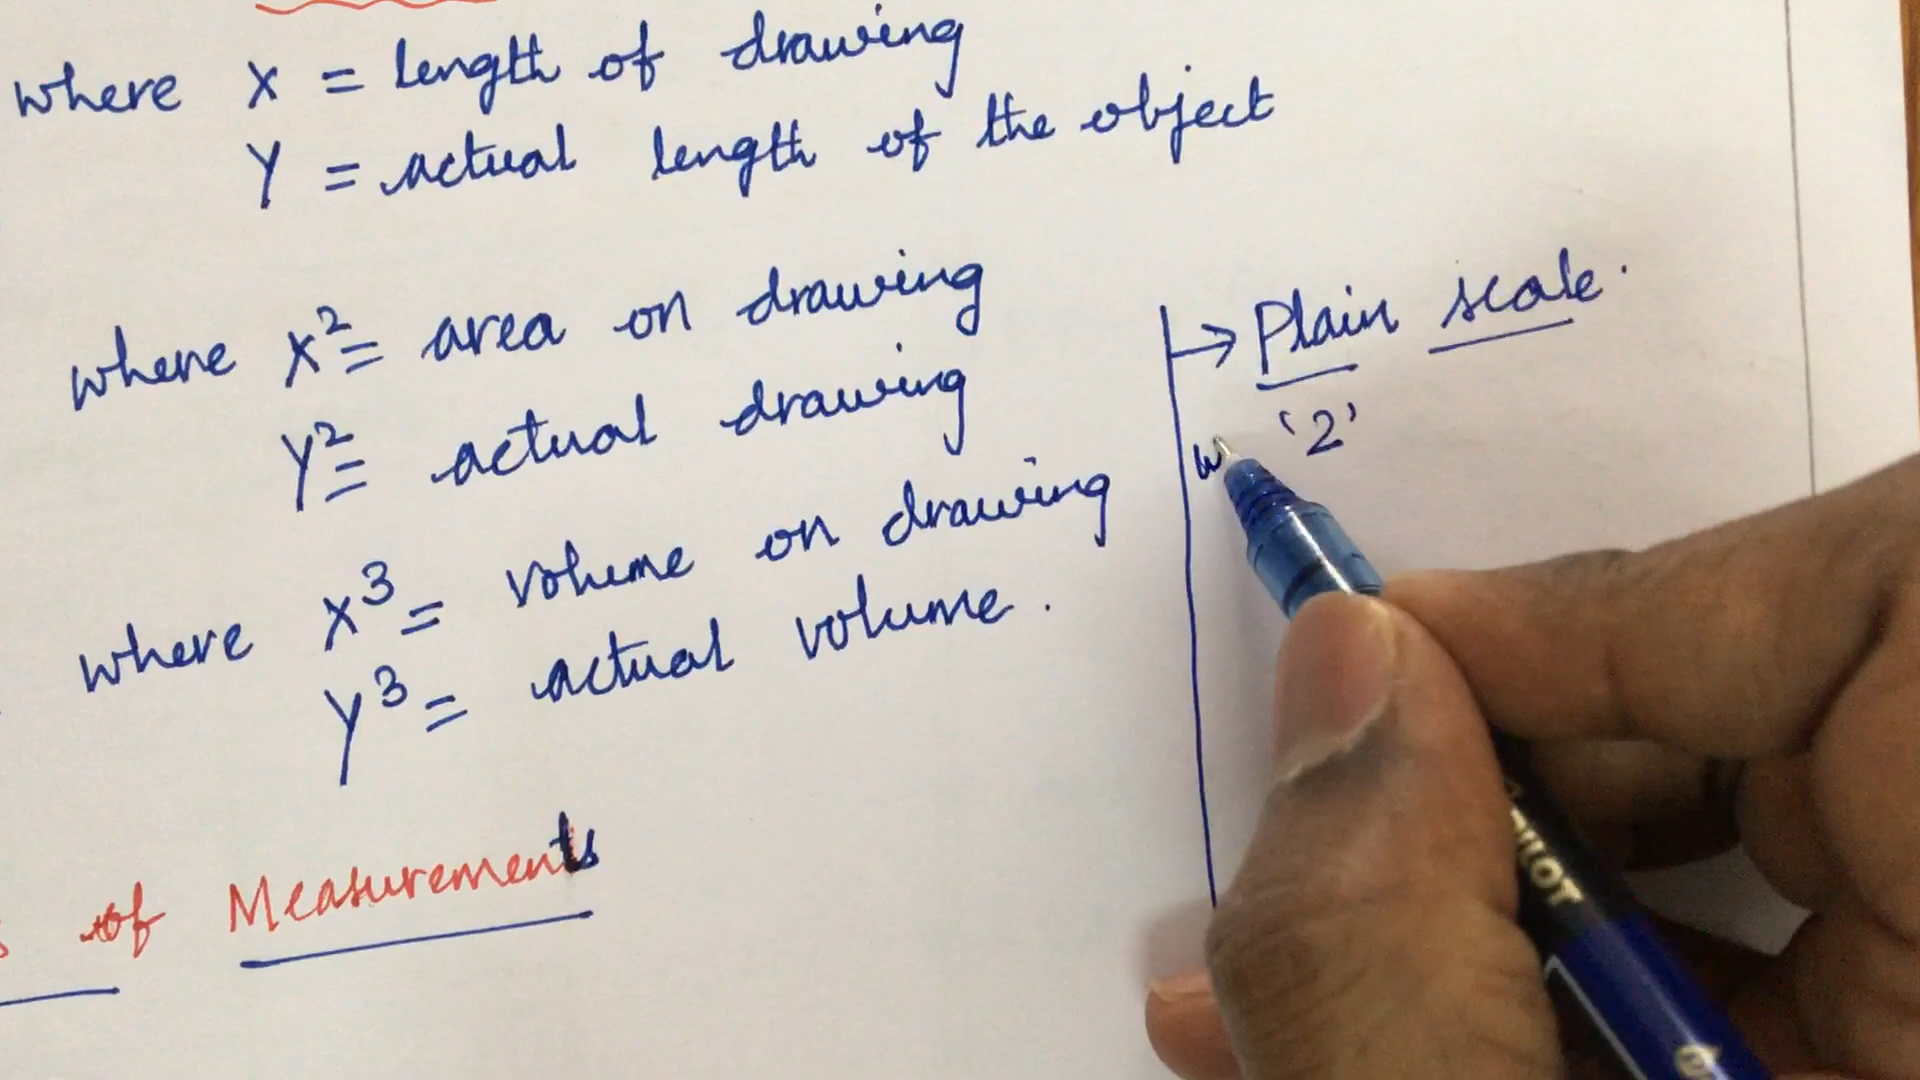 where X = length of drawing
Y = actual length of the object
where X² = area on drawing
Y² = actual drawing
where X³ = volume on drawing
Y³ = actual volume.
of Measurements
→ Plain scale.
'2'
PILOT